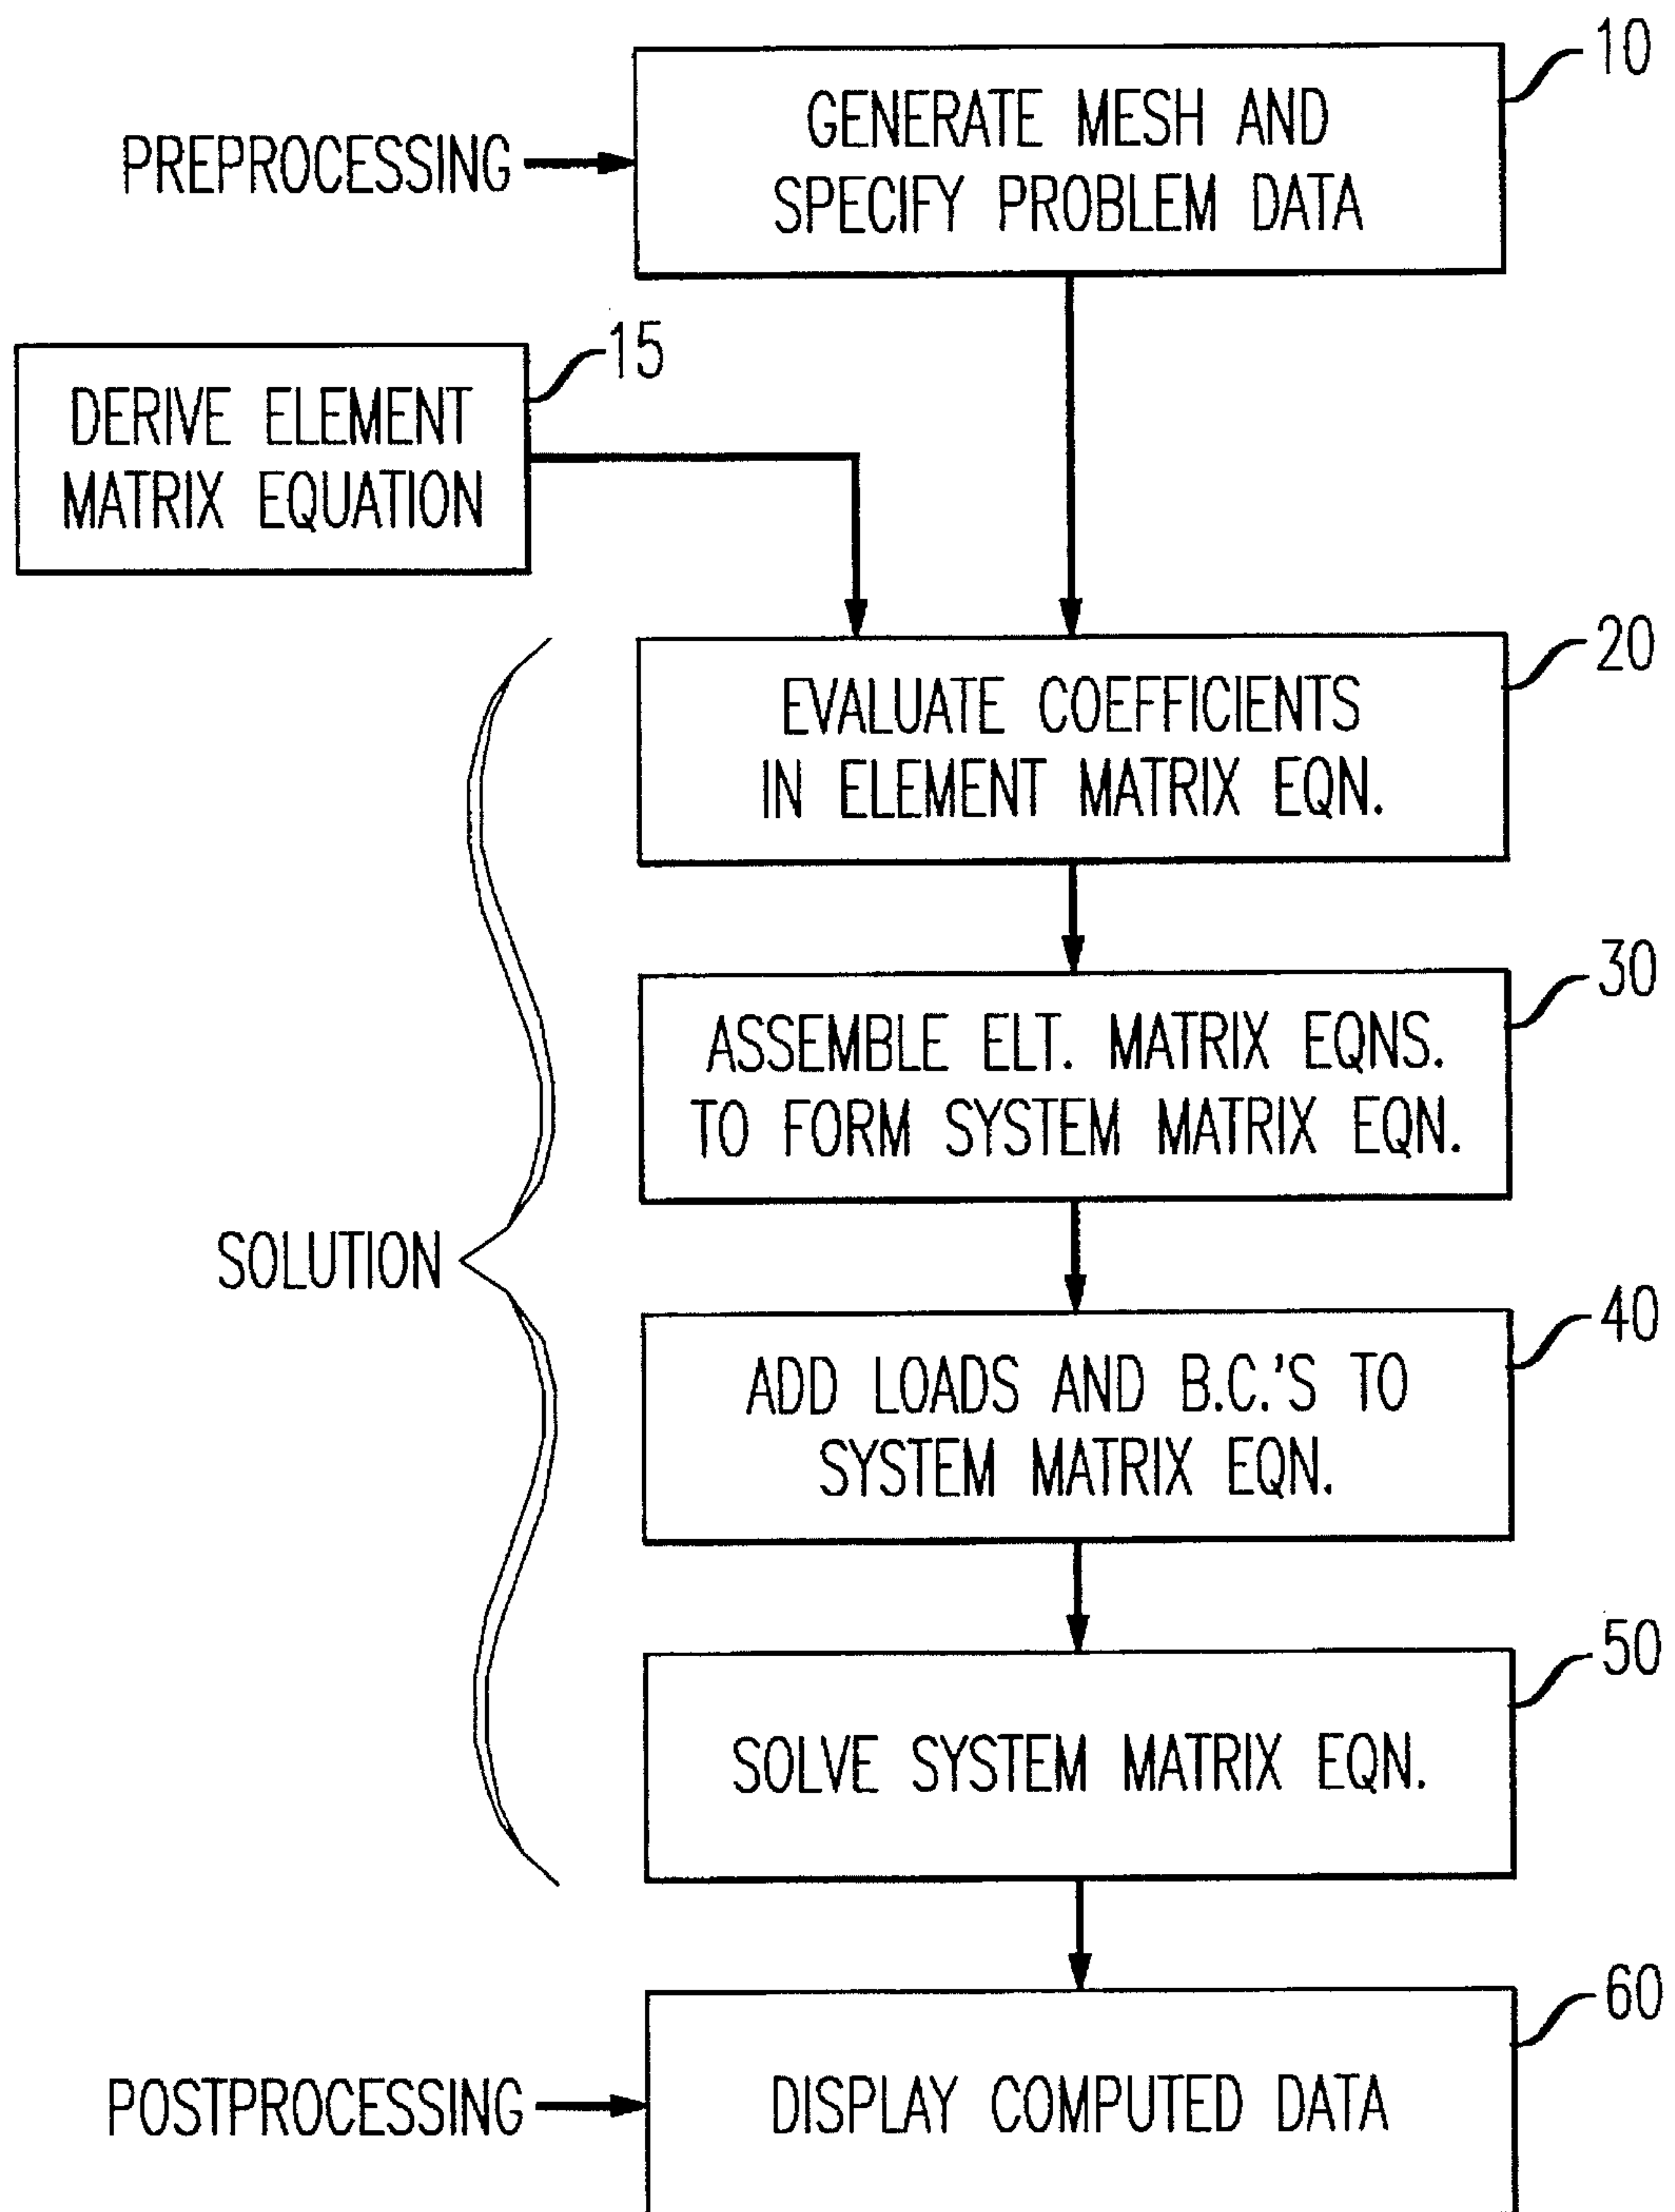 10
GENERATE MESH AND
SPECIFY PROBLEM DATA
PREPROCESSING
15
DERIVE ELEMENT
MATRIX EQUATION
20
EVALUATE COEFFICIENTS
IN ELEMENT MATRIX EQN.
30
ASSEMBLE ELT. MATRIX EQNS.
TO FORM SYSTEM MATRIX EQN.
SOLUTION
40
ADD LOADS AND B.C.'S TO
SYSTEM MATRIX EQN.
50
SOLVE SYSTEM MATRIX EQN.
60
POSTPROCESSING
DISPLAY COMPUTED DATA